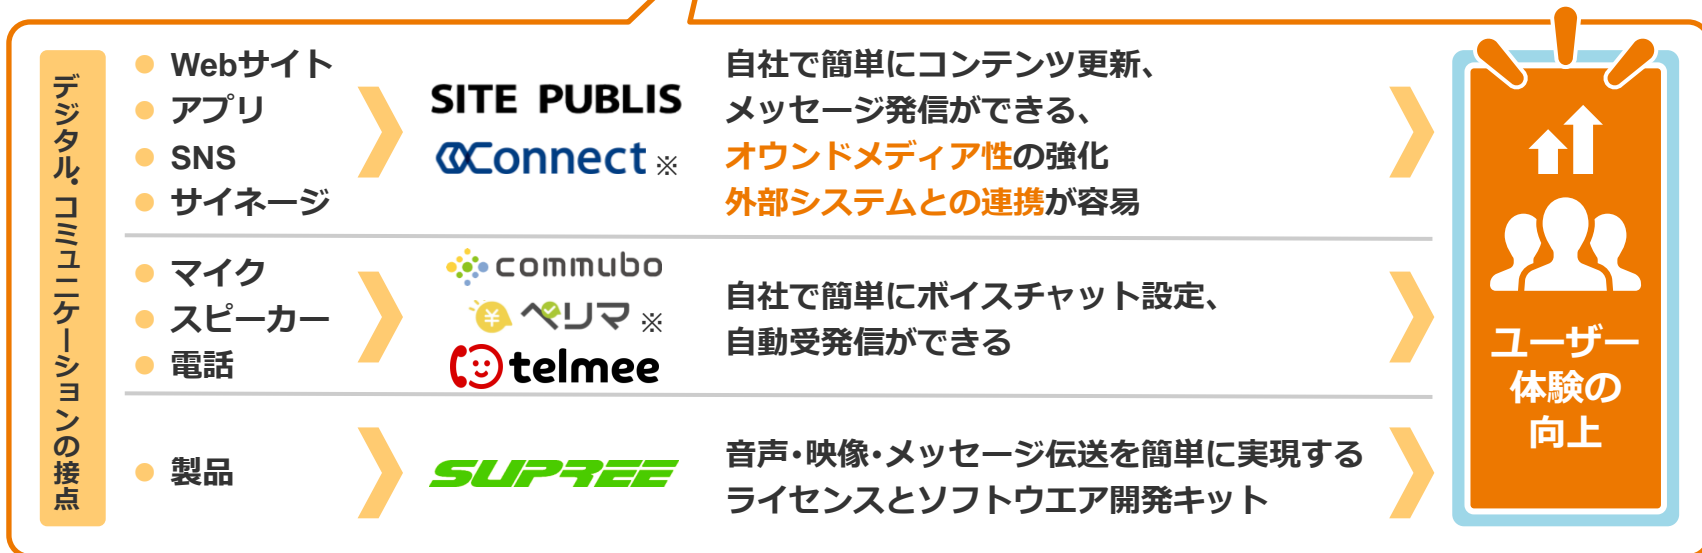 デジタル・コミュニケーションの接点
Webサイト
アプリ
SNS
サイネージ
SITE PUBLIS
Connect ※
自社で簡単にコンテンツ更新、
メッセージ発信ができる、
オウンドメディア性の強化
外部システムとの連携が容易
マイク
スピーカー
電話
commubo
¥ ペリマ ※
telmee
自社で簡単にボイスチャット設定、
自動受発信ができる
製品
SUPREE
音声・映像・メッセージ伝送を簡単に実現する
ライセンスとソフトウエア開発キット
ユーザー
体験の
向上